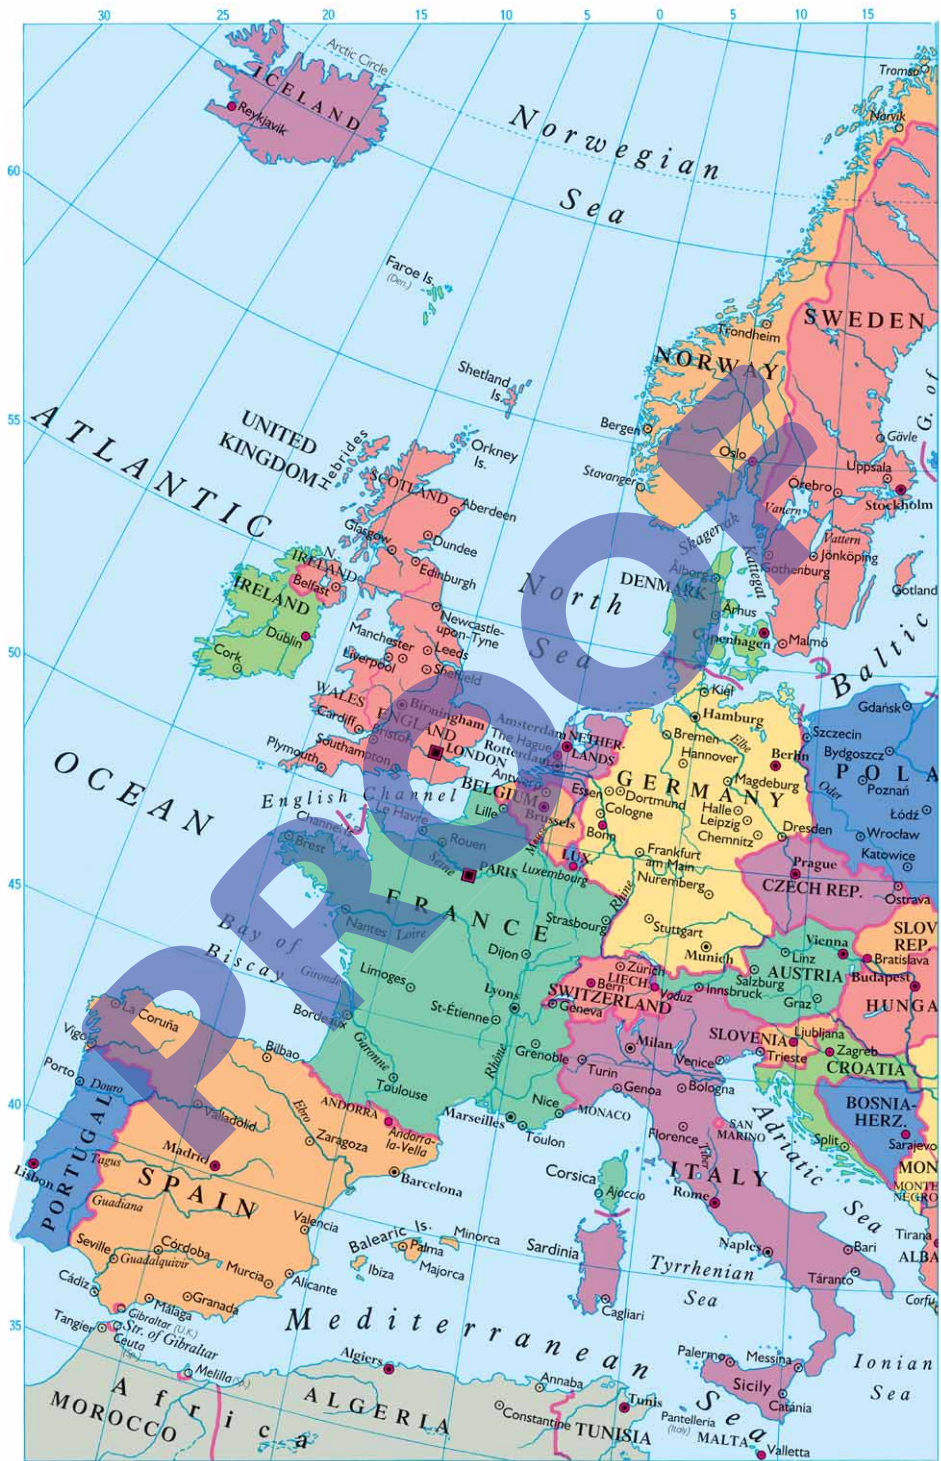 30 25 20 15 10 5 0 5 10 15
Arctic Circle
Tromsø
ICELAND
Reykjavik
Narvik
Norwegian
Sea
60
Faroe Is.
(Den.)
SWEDEN
Trondheim
NORWAY
Shetland
Is.
G. of
55
ATLANTIC
UNITED
KINGDOM
Hebrides
Orkney
Is.
Bergen
Gävle
Oslo
Uppsala
Stavanger
Örebro
Stockholm
SCOTLAND
Aberdeen
Vanern
Skagerrak
Vattern
Glasgow
Dundee
Kattegat
Jönköping
Gothenburg
N.
IRELAND
Edinburgh
Ålborg
Belfast
DENMARK
Gotland
IRELAND
North
Sea
Newcastle-
upon-Tyne
Århus
Dublin
Copenhagen
Malmö
Manchester
Leeds
Baltic
50
Cork
Liverpool
Sheffield
Kiel
WALES
ENGLAND
Birmingham
Hamburg
Gdańsk
Cardiff
Bristol
Amsterdam
NETHER-
LANDS
Bremen
Elbe
Szczecin
The Hague
Rotterdam
Hannover
Berlin
Bydgoszcz
Southampton
LONDON
Plymouth
OCEAN
GERMANY
Magdeburg
POLA
Poznań
Oder
BELGIUM
Essen
Dortmund
English Channel
Lille
Brussels
Cologne
Halle
Leipzig
Łódź
Bonn
Chemnitz
Dresden
Wrocław
Le Havre
Brest
Rouen
Frankfurt
am Main
Katowice
Seine
PARIS
LUX.
Luxembourg
Prague
CZECH REP.
45
Nuremberg
Ostrava
FRANCE
Rhine
Strasbourg
Stuttgart
SLOV
REP.
Nantes
Loire
Bay of
Biscay
Dijon
Munich
Vienna
Linz
Bratislava
Zürich
LIECH.
Salzburg
AUSTRIA
Budapest
Gironde
Limoges
Bern
Vaduz
Innsbruck
Graz
SWITZERLAND
HUNGA
Lyons
Geneva
Bordeaux
St-Étienne
La Coruña
SLOVENIA
Ljubljana
Milan
Venice
Trieste
Zagreb
Vigo
Bilbao
Garonne
Grenoble
CROATIA
Rhône
Turin
Porto
Douro
Toulouse
Genoa
Bologna
BOSNIA-
HERZ.
40
Valladolid
Ebro
ANDORRA
Andorra-
la-Vella
Marseilles
Nice
MONACO
Toulon
SAN
MARINO
Florence
Adriatic
Sea
Split
Sarajevo
Zaragoza
Tiber
Madrid
Lisbon
Tagus
PORTUGAL
SPAIN
Barcelona
Corsica
Ajaccio
ITALY
Rome
MON
MONTE
NEGRO
Guadiana
Valencia
Balearic Is.
Minorca
Palma
Sardinia
Naples
Bari
Tirana
ALBA
Seville
Córdoba
Guadalquivir
Ibiza
Majorca
Tyrrhenian
Sea
Táranto
Murcia
Alicante
Cádiz
Granada
Málaga
Cagliari
Corfu
35
Gibraltar (U.K.)
Str. of Gibraltar
Tangier
Ceuta
(Sp.)
Mediterranean
Sea
Melilla (Sp.)
Algiers
Palermo
Messina
Ionian
Sea
Annaba
Sicily
Africa
MOROCCO
ALGERIA
Constantine
Tunis
TUNISIA
Catánia
Pantelleria
(Italy)
MALTA
Valletta
PROOF